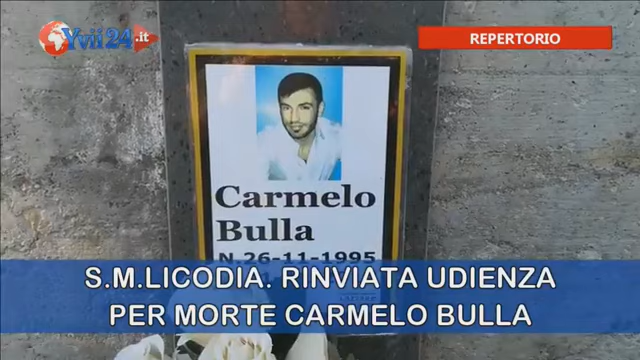 Yvii24.it
REPERTORIO
Carmelo
Bulla
N.26-11-1995
S.M.LICODIA. RINVIATA UDIENZA
PER MORTE CARMELO BULLA